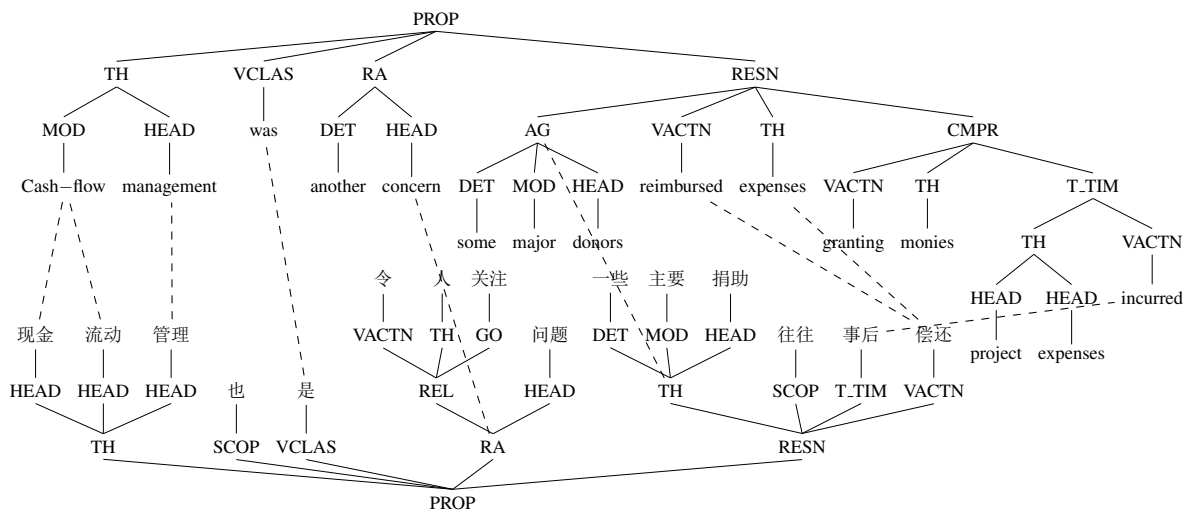 PROP
TH VCLAS RA RESN
MOD HEAD was DET HEAD AG VACTN TH CMPR
Cash−flow management another concern DET MOD HEAD reimbursed expenses VACTN TH T_TIM
some major donors granting monies TH VACTN
令 人 关注 一些 主要 捐助 HEAD HEAD incurred
现金 流动 管理 VACTN TH GO 问题 DET MOD HEAD 往往 事后 偿还 project expenses
HEAD HEAD HEAD 也 是 REL HEAD TH SCOP T_TIM VACTN
TH SCOP VCLAS RA RESN
PROP